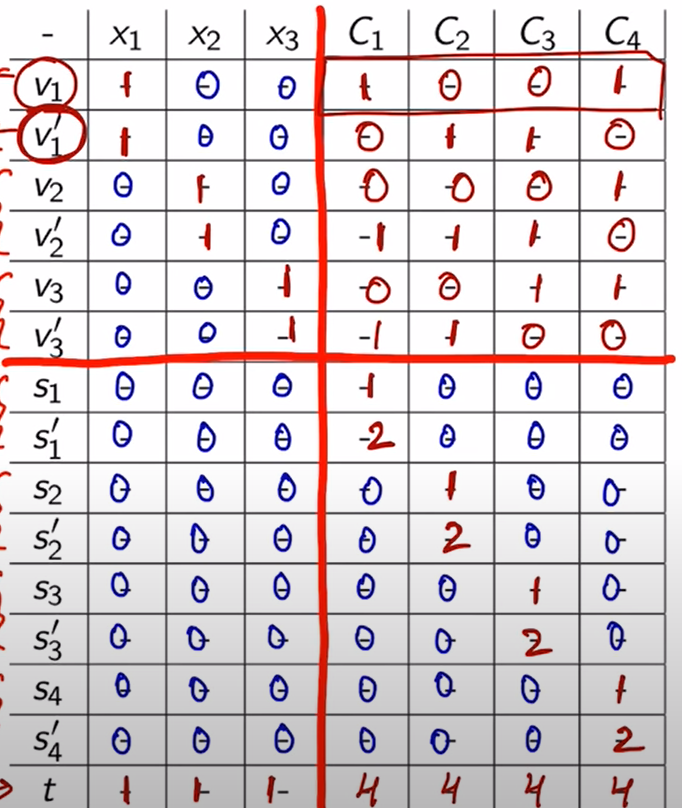 - x₁ x₂ x₃ C₁ C₂ C₃ C₄
v₁ 1 0 0 1 0 0 1
v₁′ 1 0 0 0 1 1 0
v₂ 0 1 0 0 0 0 1
v₂′ 0 1 0 1 1 1 0
v₃ 0 0 1 0 0 1 1
v₃′ 0 0 1 1 1 0 0
s₁ 0 0 0 1 0 0 0
s₁′ 0 0 0 2 0 0 0
s₂ 0 0 0 0 1 0 0
s₂′ 0 0 0 0 2 0 0
s₃ 0 0 0 0 0 1 0
s₃′ 0 0 0 0 0 2 0
s₄ 0 0 0 0 0 0 1
s₄′ 0 0 0 0 0 0 2
t 1 1 1 4 4 4 4